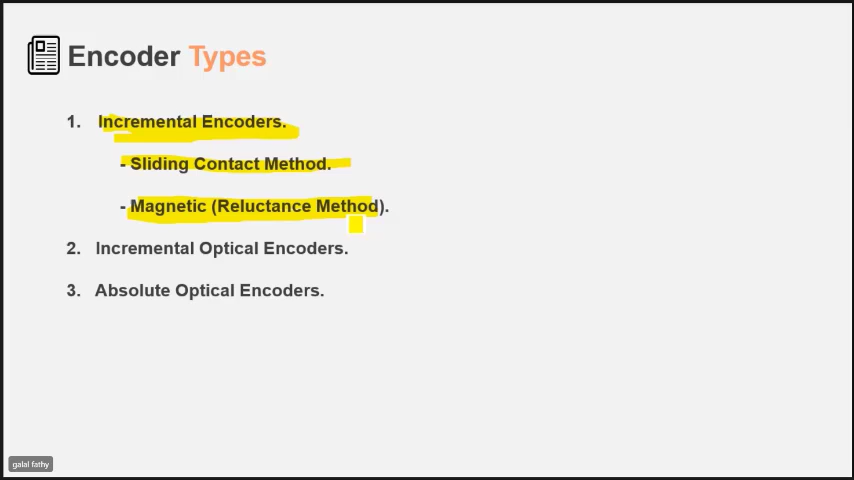 Encoder Types
1. Incremental Encoders.
- Sliding Contact Method.
- Magnetic (Reluctance Method).
2. Incremental Optical Encoders.
3. Absolute Optical Encoders.
galal fathy